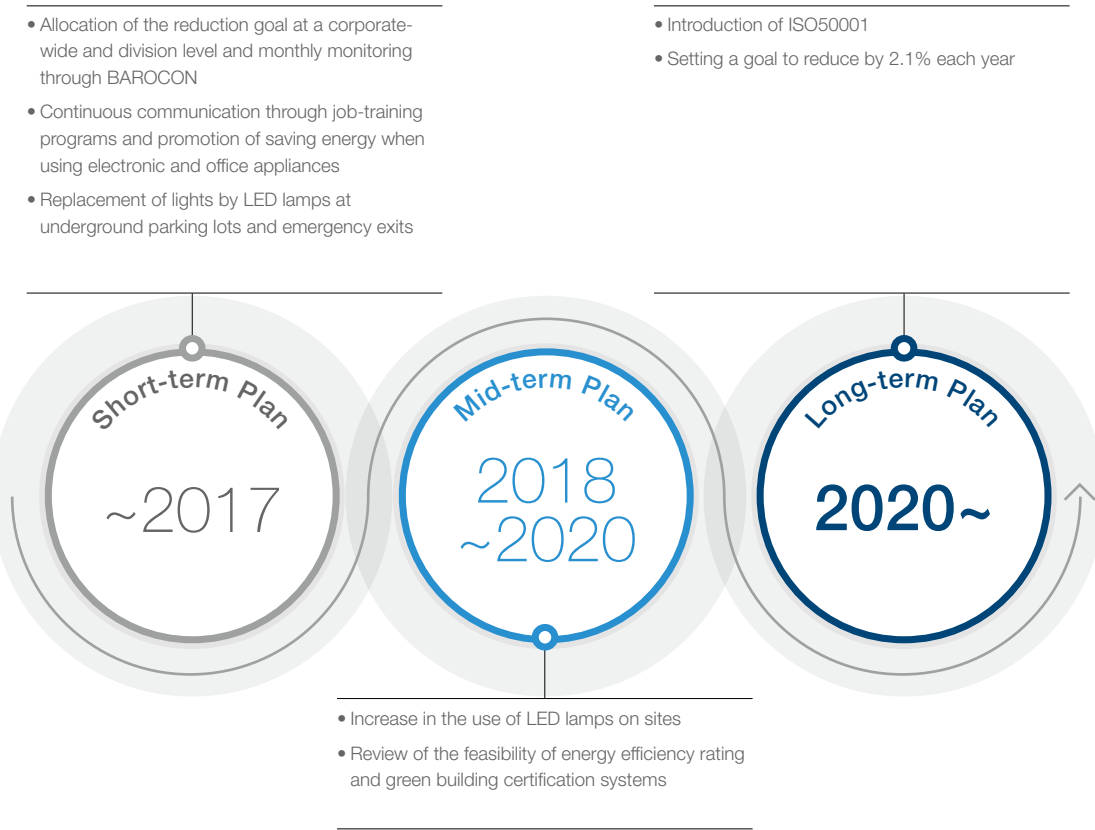 • Allocation of the reduction goal at a corporate-
wide and division level and monthly monitoring
through BAROCON
• Continuous communication through job-training
programs and promotion of saving energy when
using electronic and office appliances
• Replacement of lights by LED lamps at
underground parking lots and emergency exits
• Introduction of ISO50001
• Setting a goal to reduce by 2.1% each year
Short-term Plan
~2017
Mid-term Plan
2018
~2020
Long-term Plan
2020~
• Increase in the use of LED lamps on sites
• Review of the feasibility of energy efficiency rating
and green building certification systems